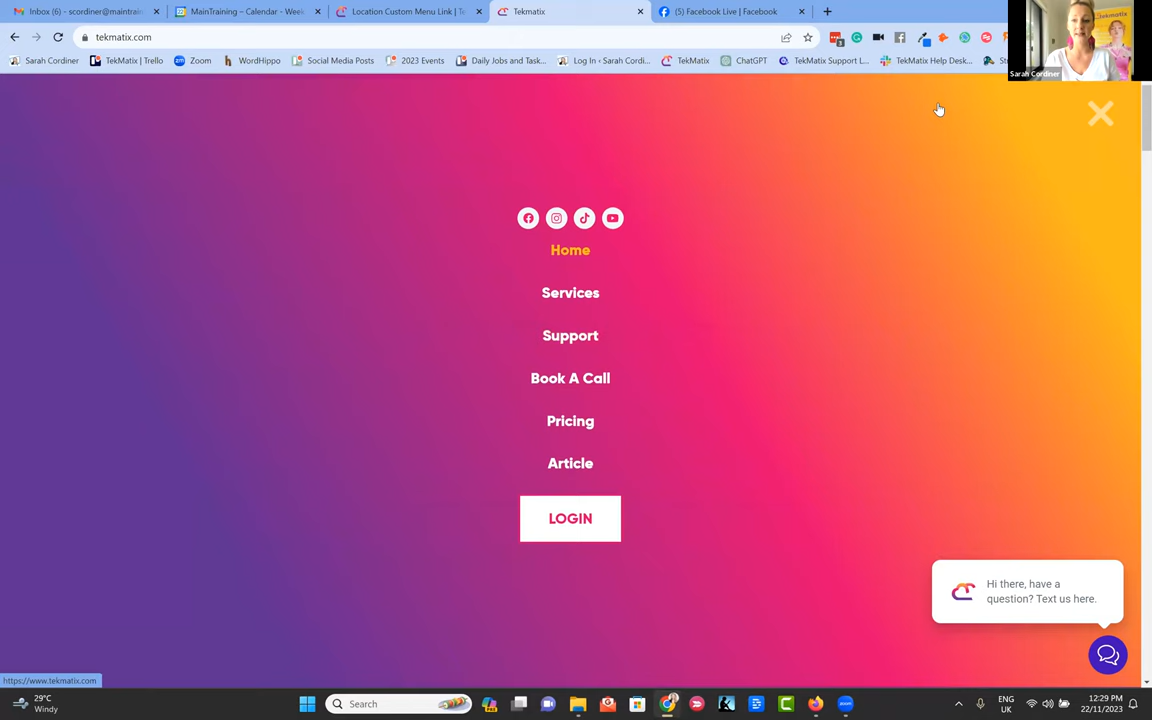 Inbox (6) - scordiner@maintrain
MainTraining – Calendar - Week
Location Custom Menu Link | Te
Tekmatix
(5) Facebook Live | Facebook
tekmatix.com
Sarah Cordiner
TekMatix | Trello
Zoom
WordHippo
Social Media Posts
2023 Events
Daily Jobs and Task...
Log In ‹ Sarah Cordi...
TekMatix
ChatGPT
TekMatix Support L...
TekMatix Help Desk...
Sarah Cordiner
Home
Services
Support
Book A Call
Pricing
Article
LOGIN
Hi there, have a
question? Text us here.
https://www.tekmatix.com
29°C
Windy
Search
ENG
UK
12:29 PM
22/11/2023